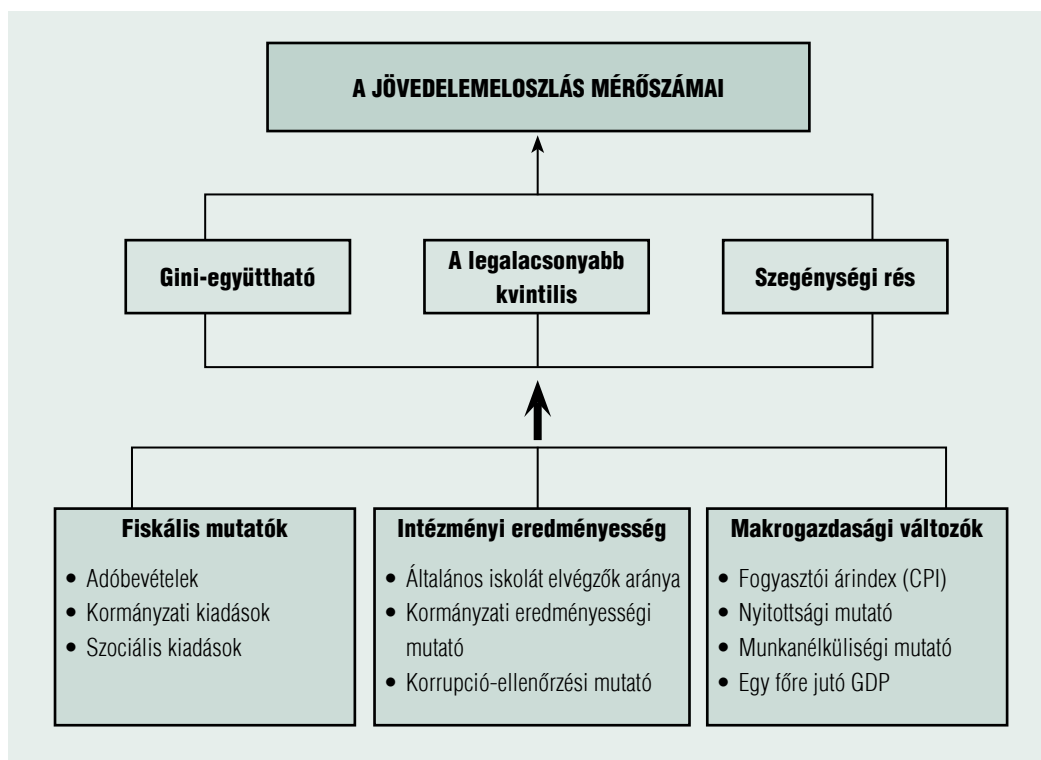 A JÖVEDELEMELOSZLÁS MÉRŐSZÁMAI
Gini-együttható
A legalacsonyabb
kvintilis
Szegénységi rés
Fiskális mutatók
• Adóbevételek
• Kormányzati kiadások
• Szociális kiadások
Intézményi eredményesség
• Általános iskolát elvégzők aránya
• Kormányzati eredményességi
mutató
• Korrupció-ellenőrzési mutató
Makrogazdasági változók
• Fogyasztói árindex (CPI)
• Nyitottsági mutató
• Munkanélküliségi mutató
• Egy főre jutó GDP